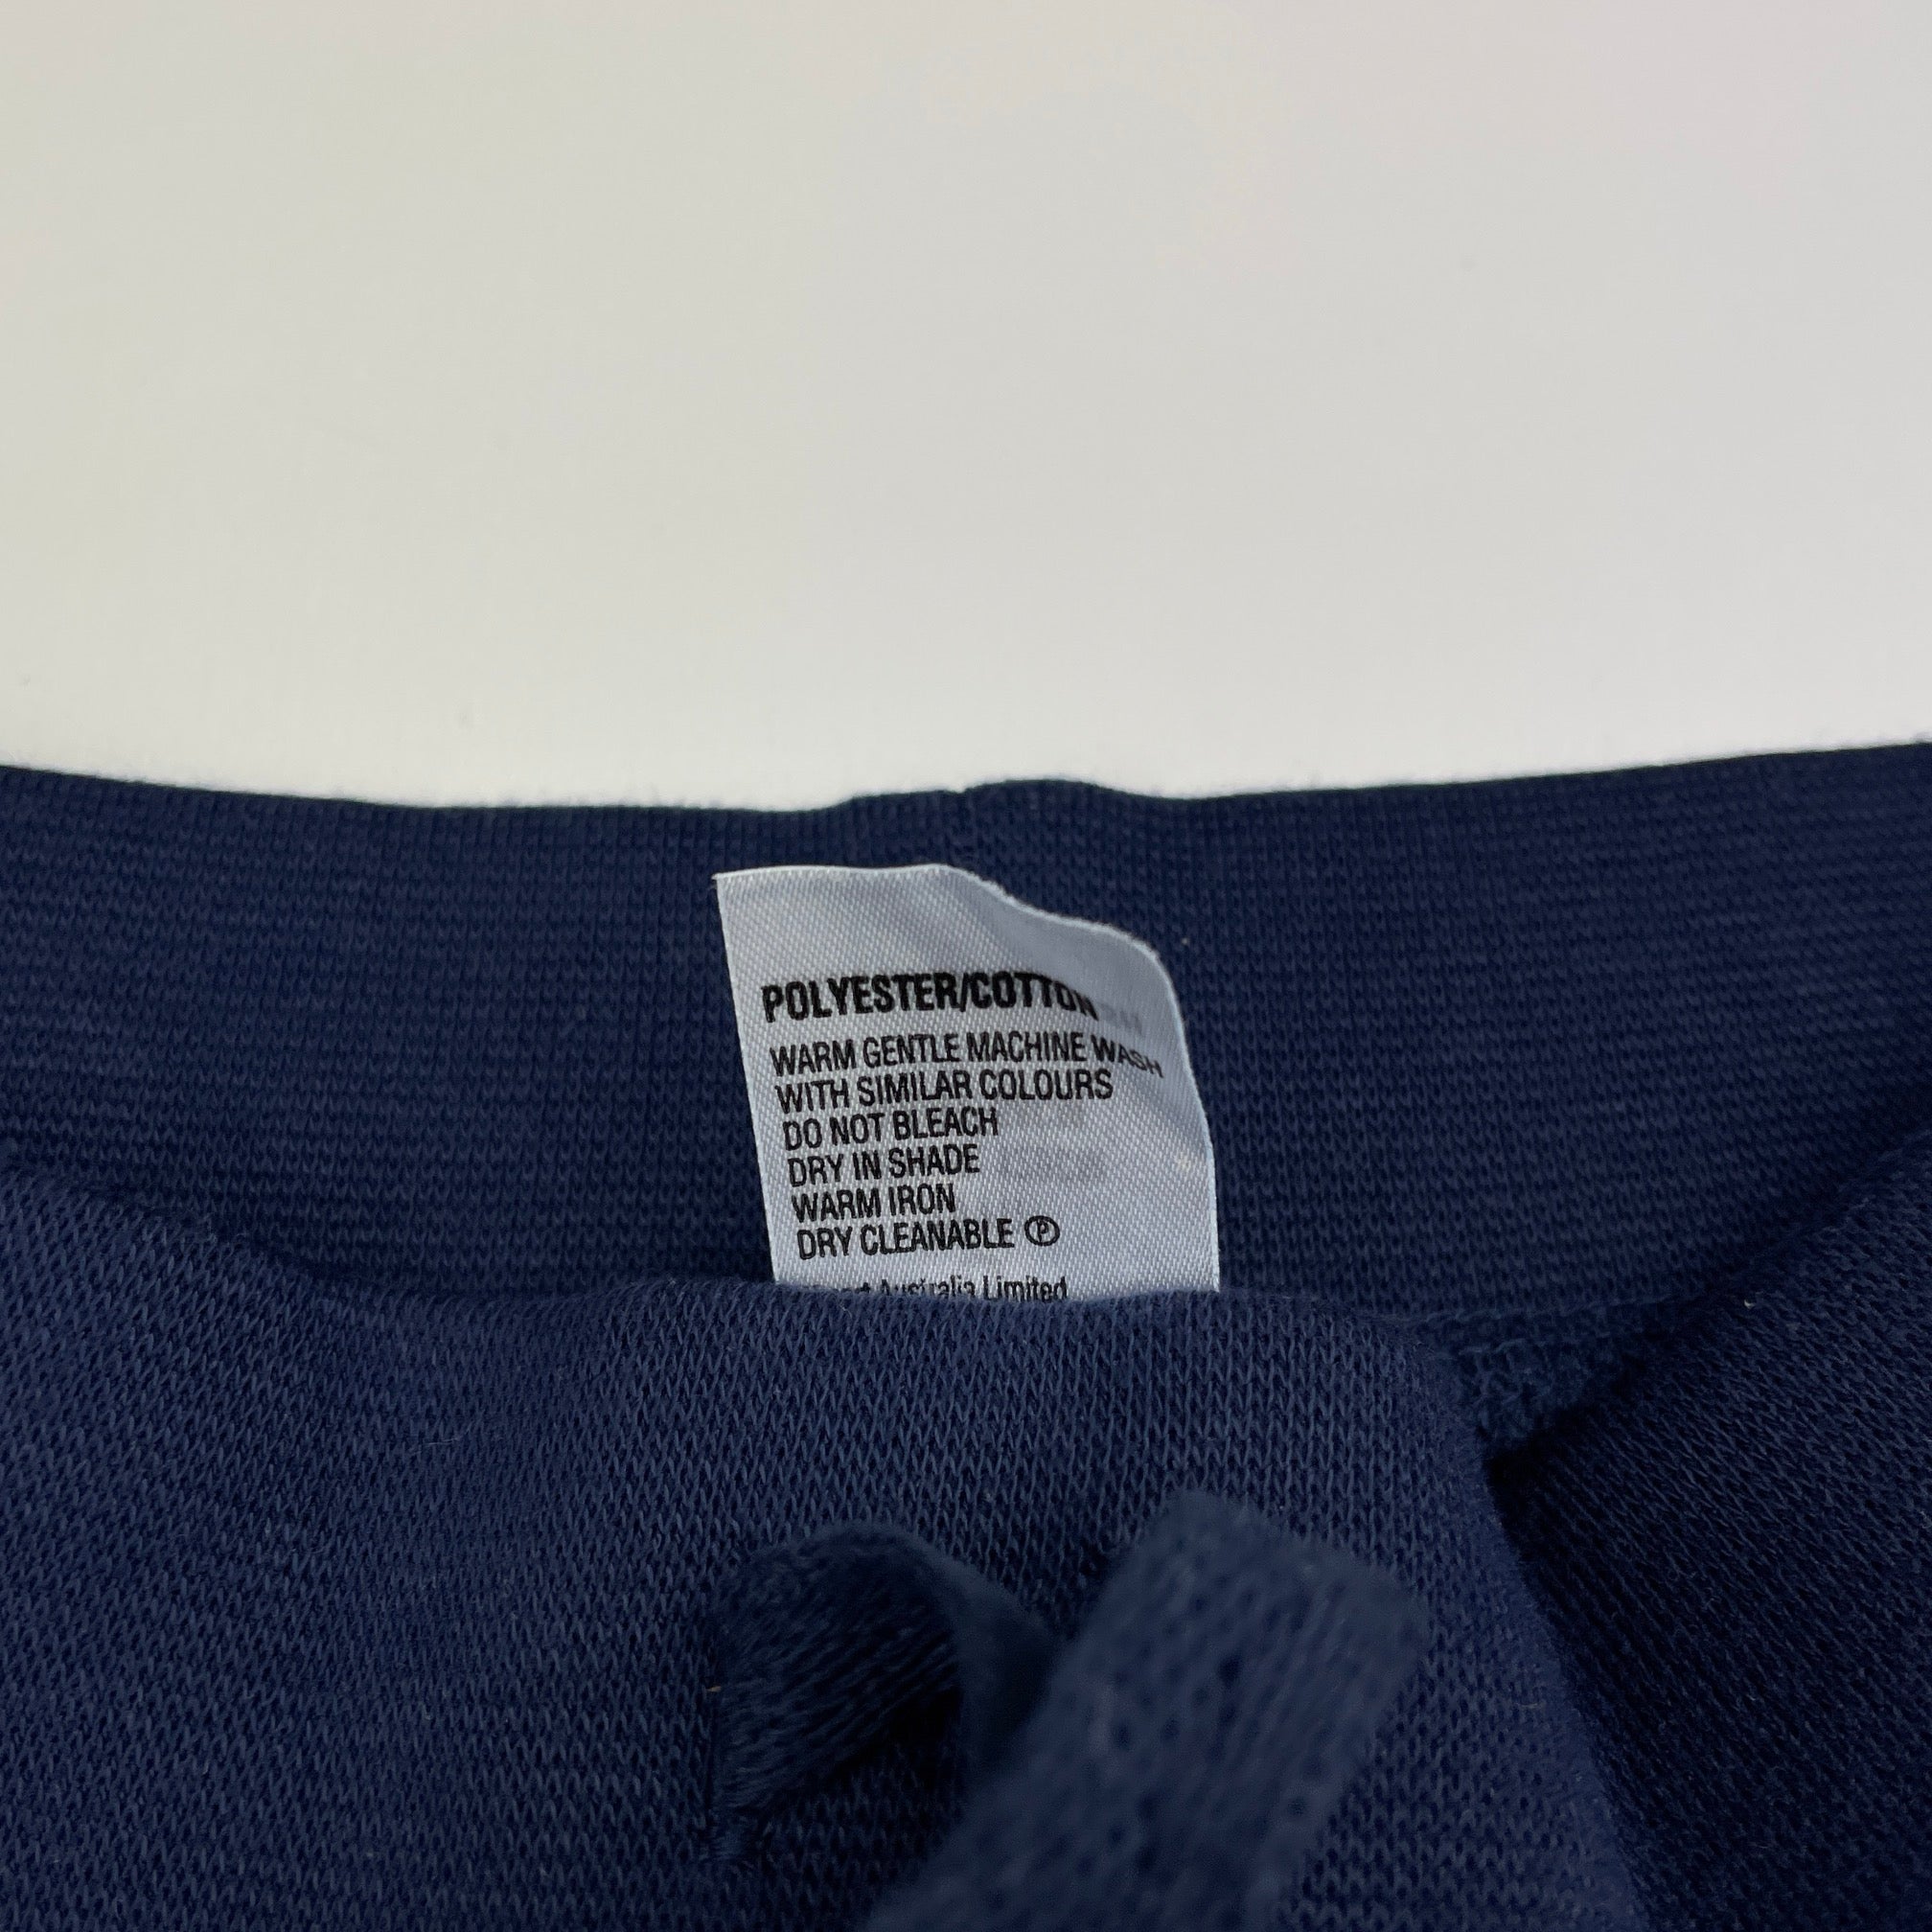 POLYESTER/COTTON
WARM GENTLE MACHINE WASH
WITH SIMILAR COLOURS
DO NOT BLEACH
DRY IN SHADE
WARM IRON
DRY CLEANABLE Ⓟ
Australia Limited